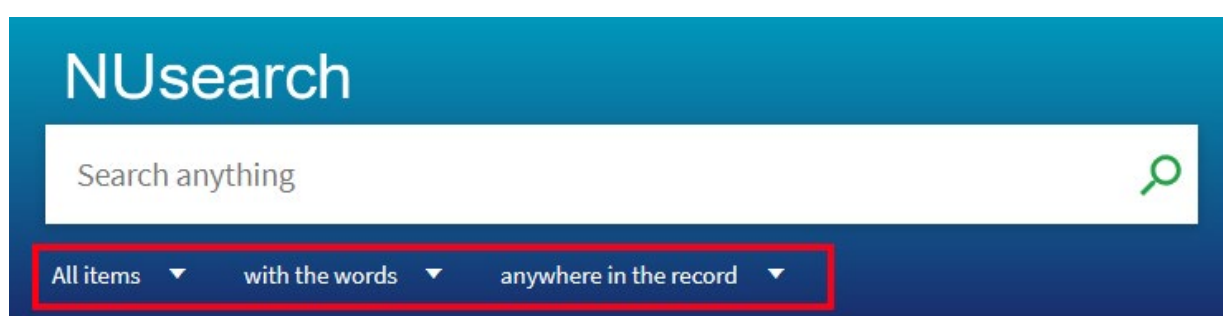 NUsearch
Search anything
All items with the words anywhere in the record